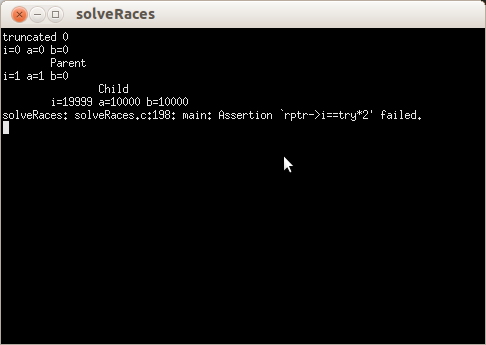 solveRaces
truncated 0
i=0 a=0 b=0
Parent
i=1 a=1 b=0
Child
i=19999 a=10000 b=10000
solveRaces: solveRaces.c:198: main: Assertion `rptr->i==try*2' failed.